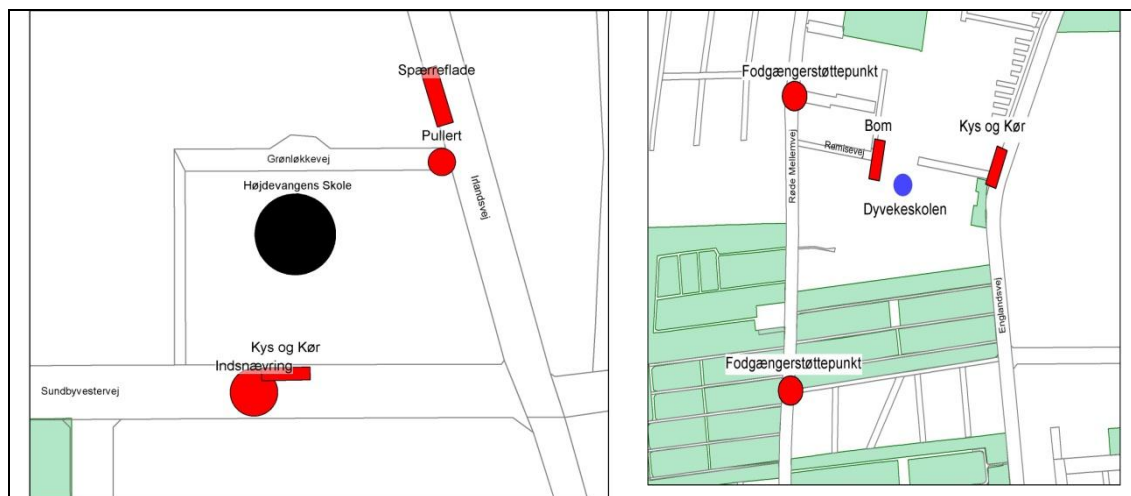 Spærreflade
Pullert
Grønløkkevej
Højdevangens Skole
Irlandsvej
Kys og Kør
Indsnævring
Sundbyvestervej
Fodgængerstøttepunkt
Bom
Kys og Kør
Ramisevej
Røde Mellemvej
Dyvekeskolen
Englandsvej
Fodgængerstøttepunkt